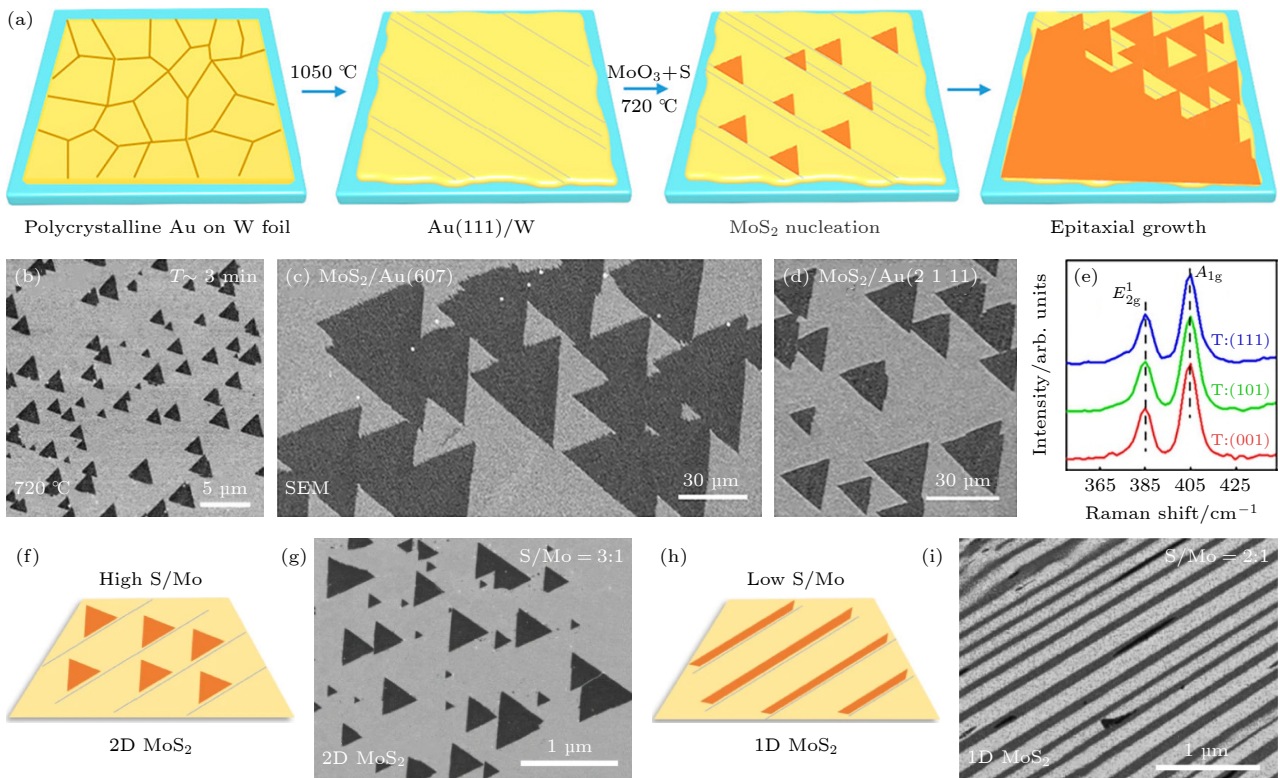 (a)
1050 ℃
MoO₃+S
720 ℃
Polycrystalline Au on W foil
Au(111)/W
MoS₂ nucleation
Epitaxial growth
(b)
T∼ 3 min
720 ℃
5 µm
(c) MoS₂/Au(607)
SEM
30 µm
(d) MoS₂/Au(2 1 11)
30 µm
(e)
Intensity/arb. units
E¹₂g
A₁g
T:(111)
T:(101)
T:(001)
365 385 405 425
Raman shift/cm⁻¹
(f)
High S/Mo
2D MoS₂
(g)
S/Mo = 3:1
2D MoS₂
1 µm
(h)
Low S/Mo
1D MoS₂
(i)
S/Mo = 2:1
1D MoS₂
1 µm